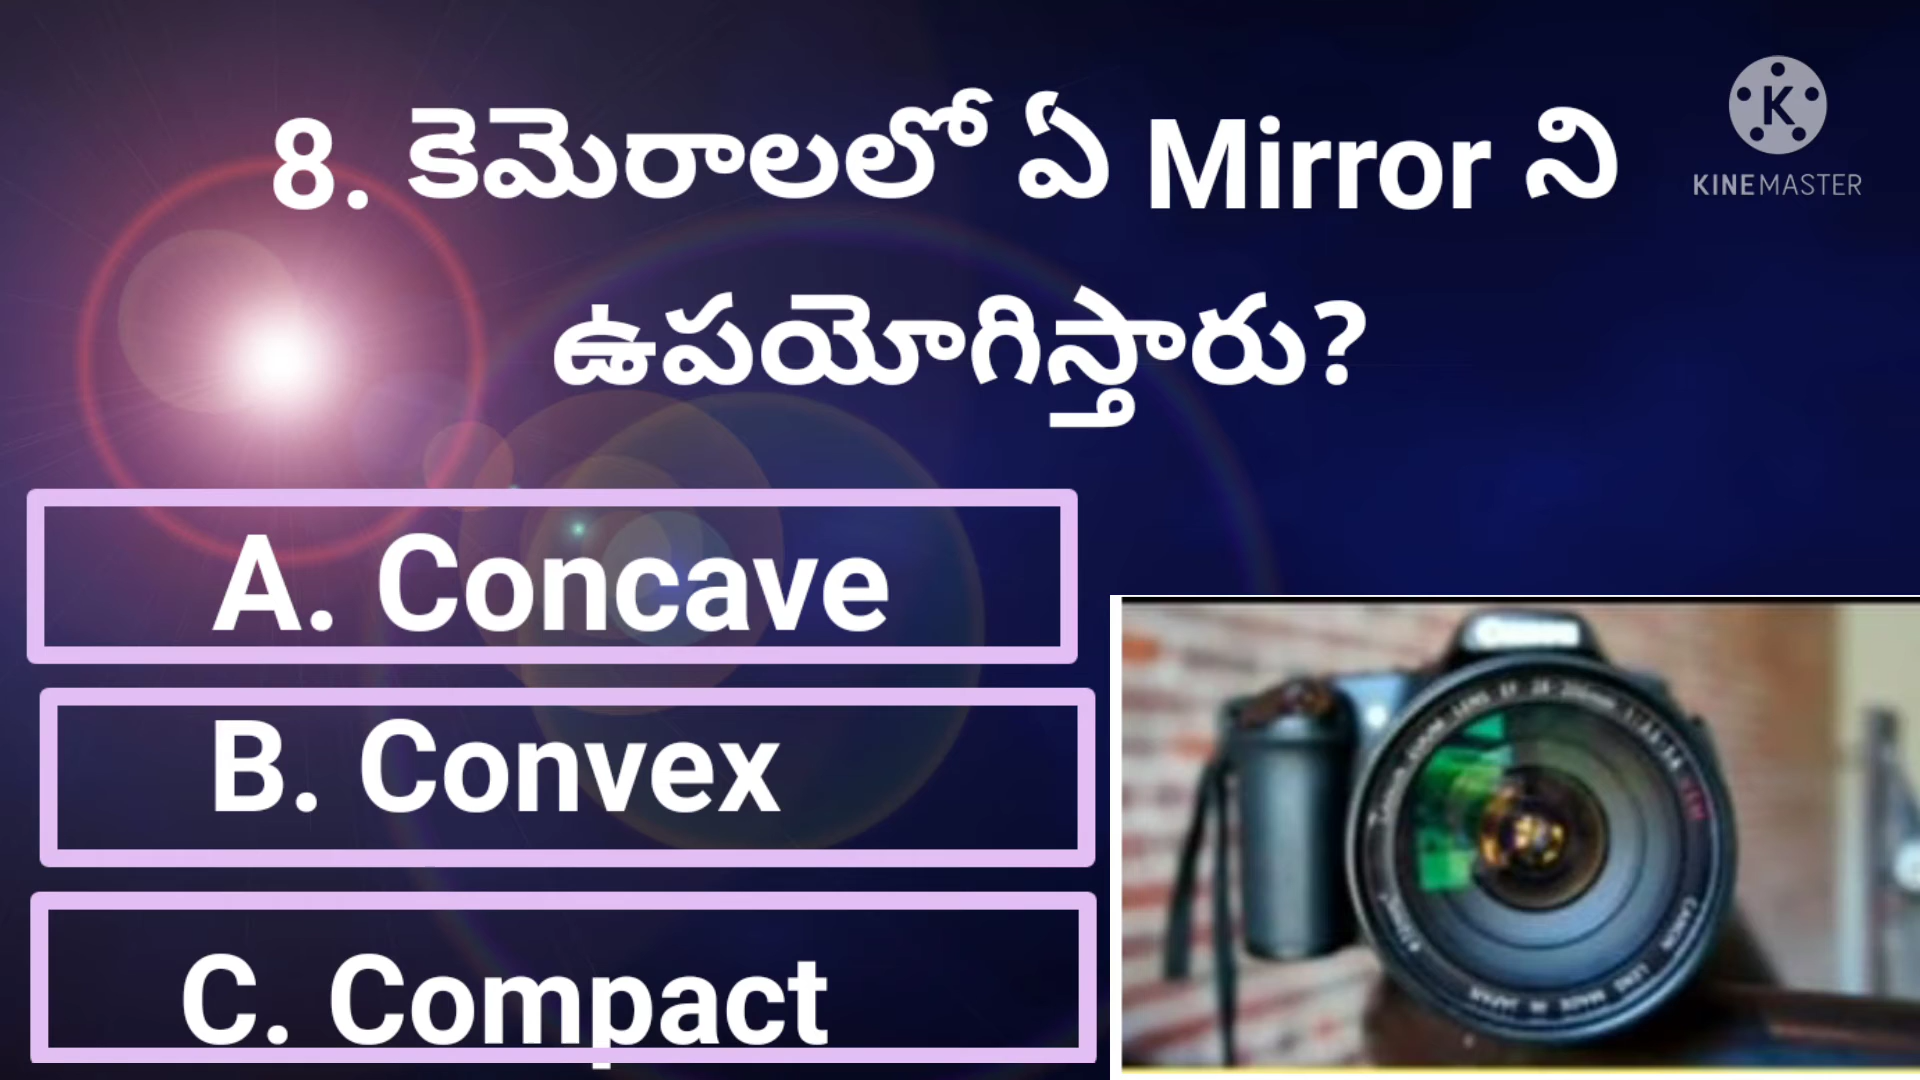 8. కెమెరాలలో ఏ Mirror ని
ఉపయోగిస్తారు?
K
KINEMASTER
A. Concave
B. Convex
C. Compact